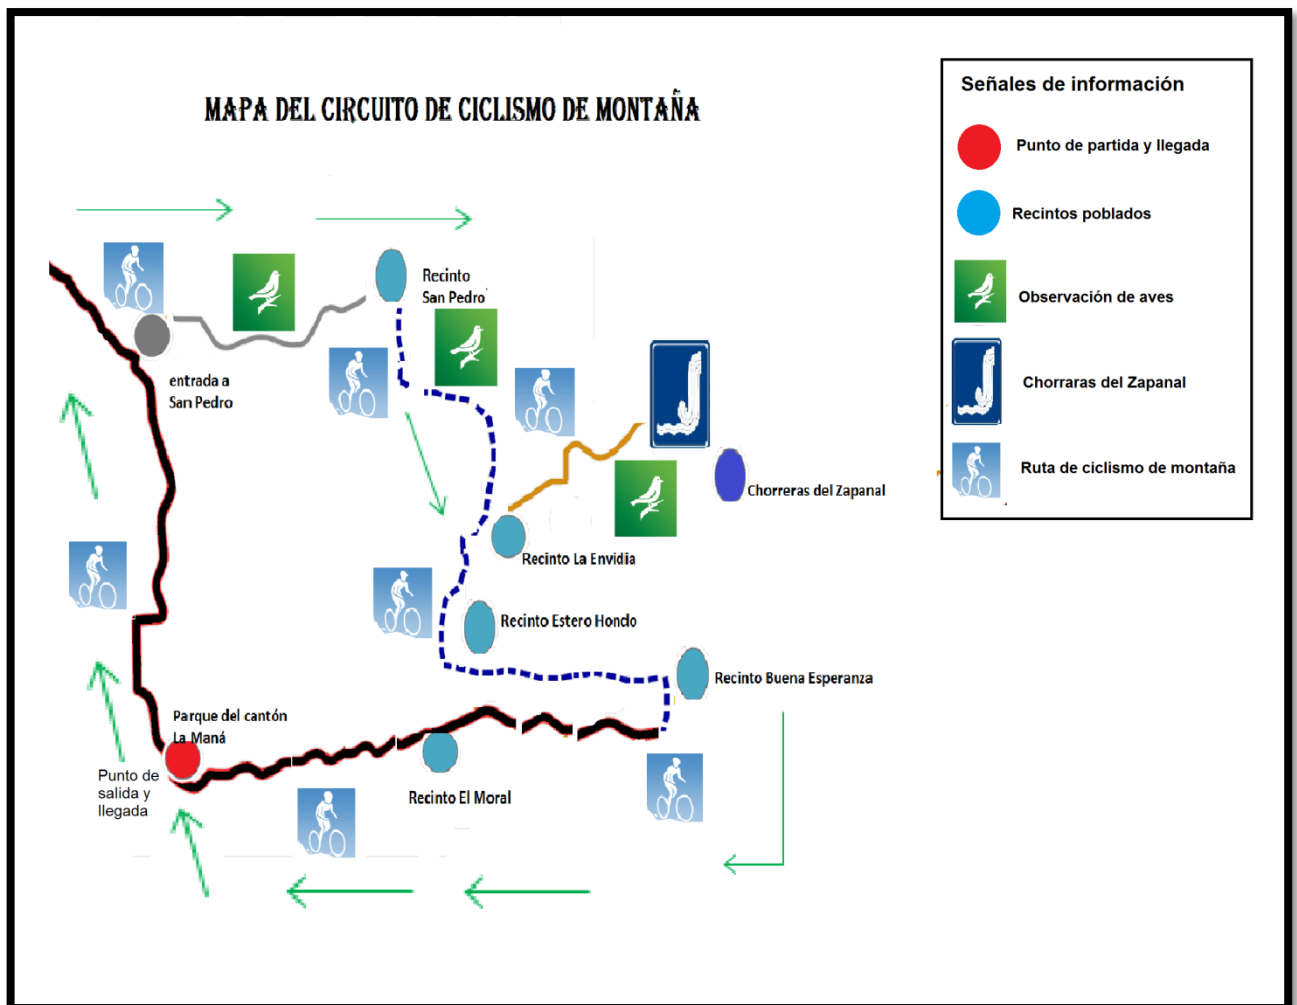 MAPA DEL CIRCUITO DE CICLISMO DE MONTAÑA
Señales de información
Punto de partida y llegada
Recintos poblados
Observación de aves
Chorraras del Zapanal
Ruta de ciclismo de montaña
Recinto
San Pedro
entrada a
San Pedro
Chorreras del Zapanal
Recinto La Envidia
Recinto Estero Hondo
Recinto Buena Esperanza
Parque del cantón
La Maná
Punto de
salida y
llegada
Recinto El Moral